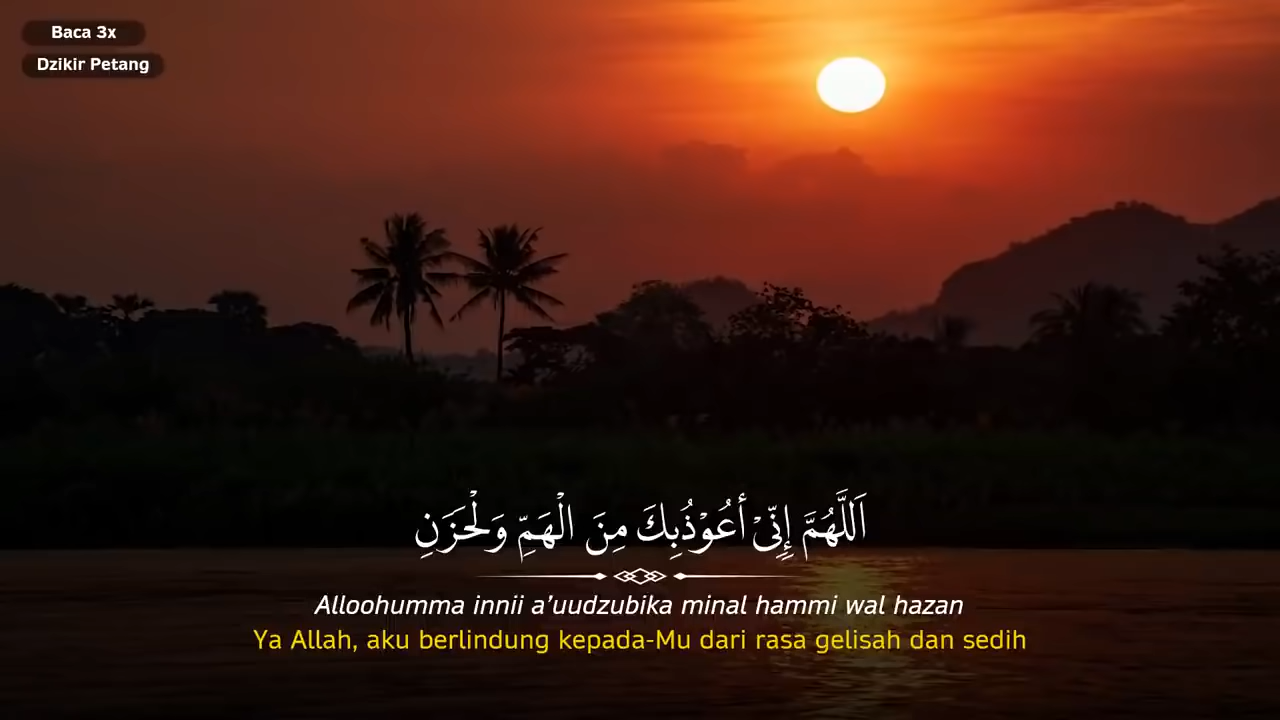 Baca 3x
Dzikir Petang
اَللَّهُمَّ إِنِّيْ أَعُوْذُبِكَ مِنَ الْهَمِّ وَلْحَزَنِ
Alloohumma innii a’uudzubika minal hammi wal hazan
Ya Allah, aku berlindung kepada-Mu dari rasa gelisah dan sedih